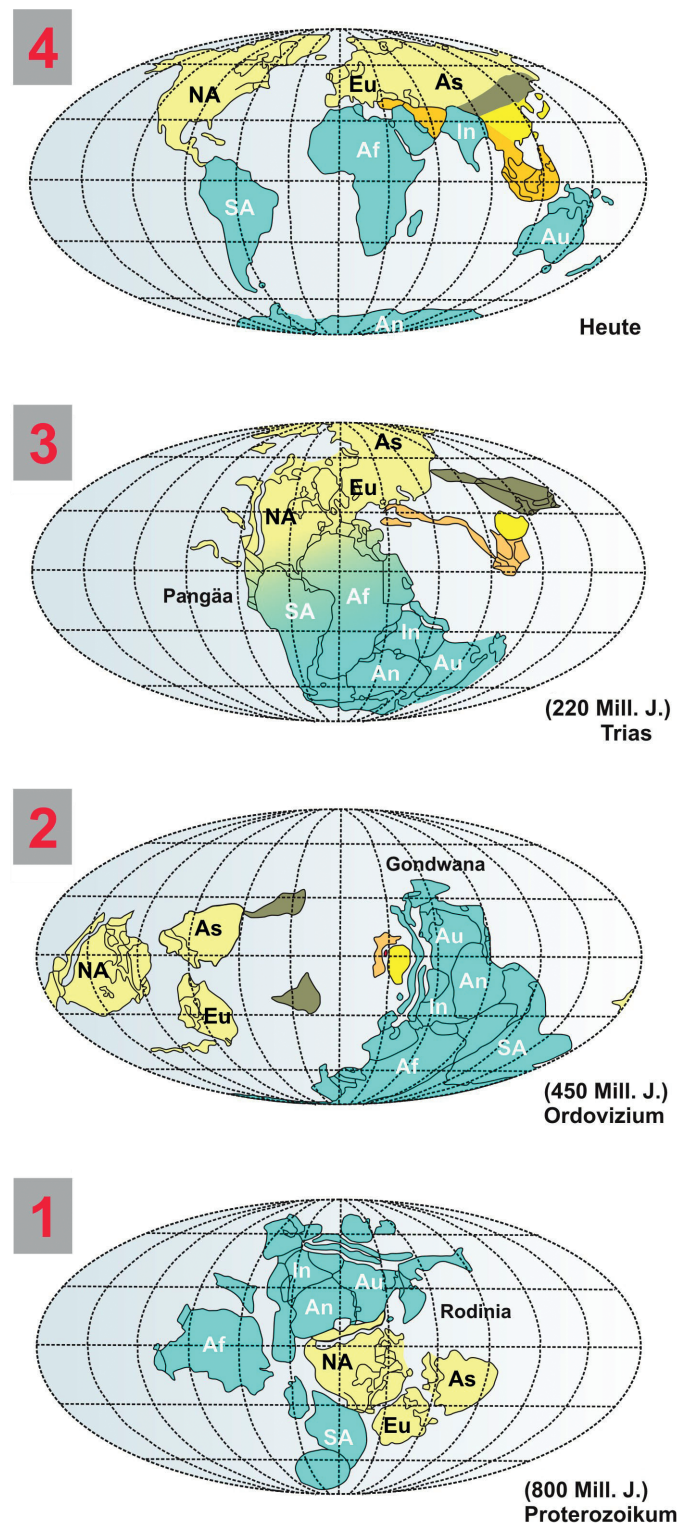 4
NA
Eu
As
Af
In
SA
Au
An
Heute
3
As
Eu
NA
Pangäa
SA
Af
In
An
Au
(220 Mill. J.)
Trias
2
Gondwana
As
Au
NA
An
Eu
In
SA
Af
(450 Mill. J.)
Ordovizium
1
In
Au
An
Rodinia
Af
NA
As
Eu
SA
(800 Mill. J.)
Proterozoikum